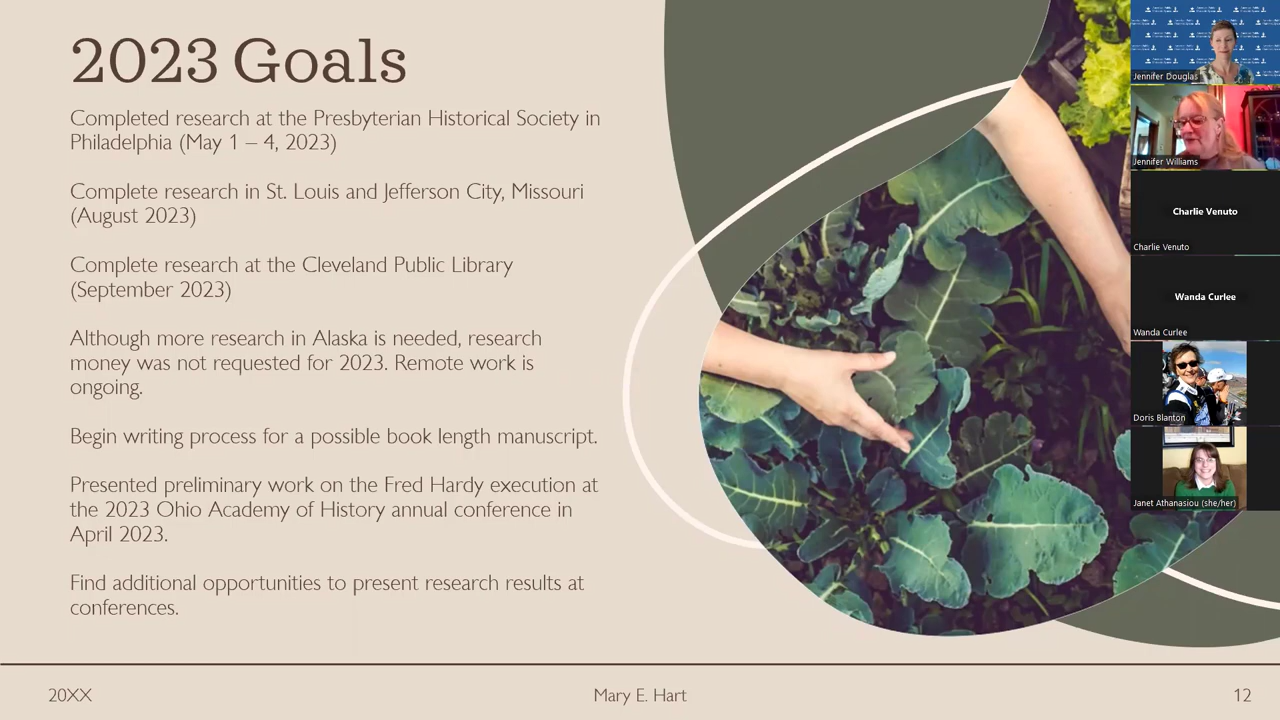 2023 Goals
Completed research at the Presbyterian Historical Society in
Philadelphia (May 1 – 4, 2023)
Complete research in St. Louis and Jefferson City, Missouri
(August 2023)
Complete research at the Cleveland Public Library
(September 2023)
Although more research in Alaska is needed, research
money was not requested for 2023. Remote work is
ongoing.
Begin writing process for a possible book length manuscript.
Presented preliminary work on the Fred Hardy execution at
the 2023 Ohio Academy of History annual conference in
April 2023.
Find additional opportunities to present research results at
conferences.
20XX
Mary E. Hart
12
Jennifer Douglas
Jennifer Williams
Charlie Venuto
Charlie Venuto
Wanda Curlee
Wanda Curlee
Doris Blanton
Janet Athanasiou (she/her)